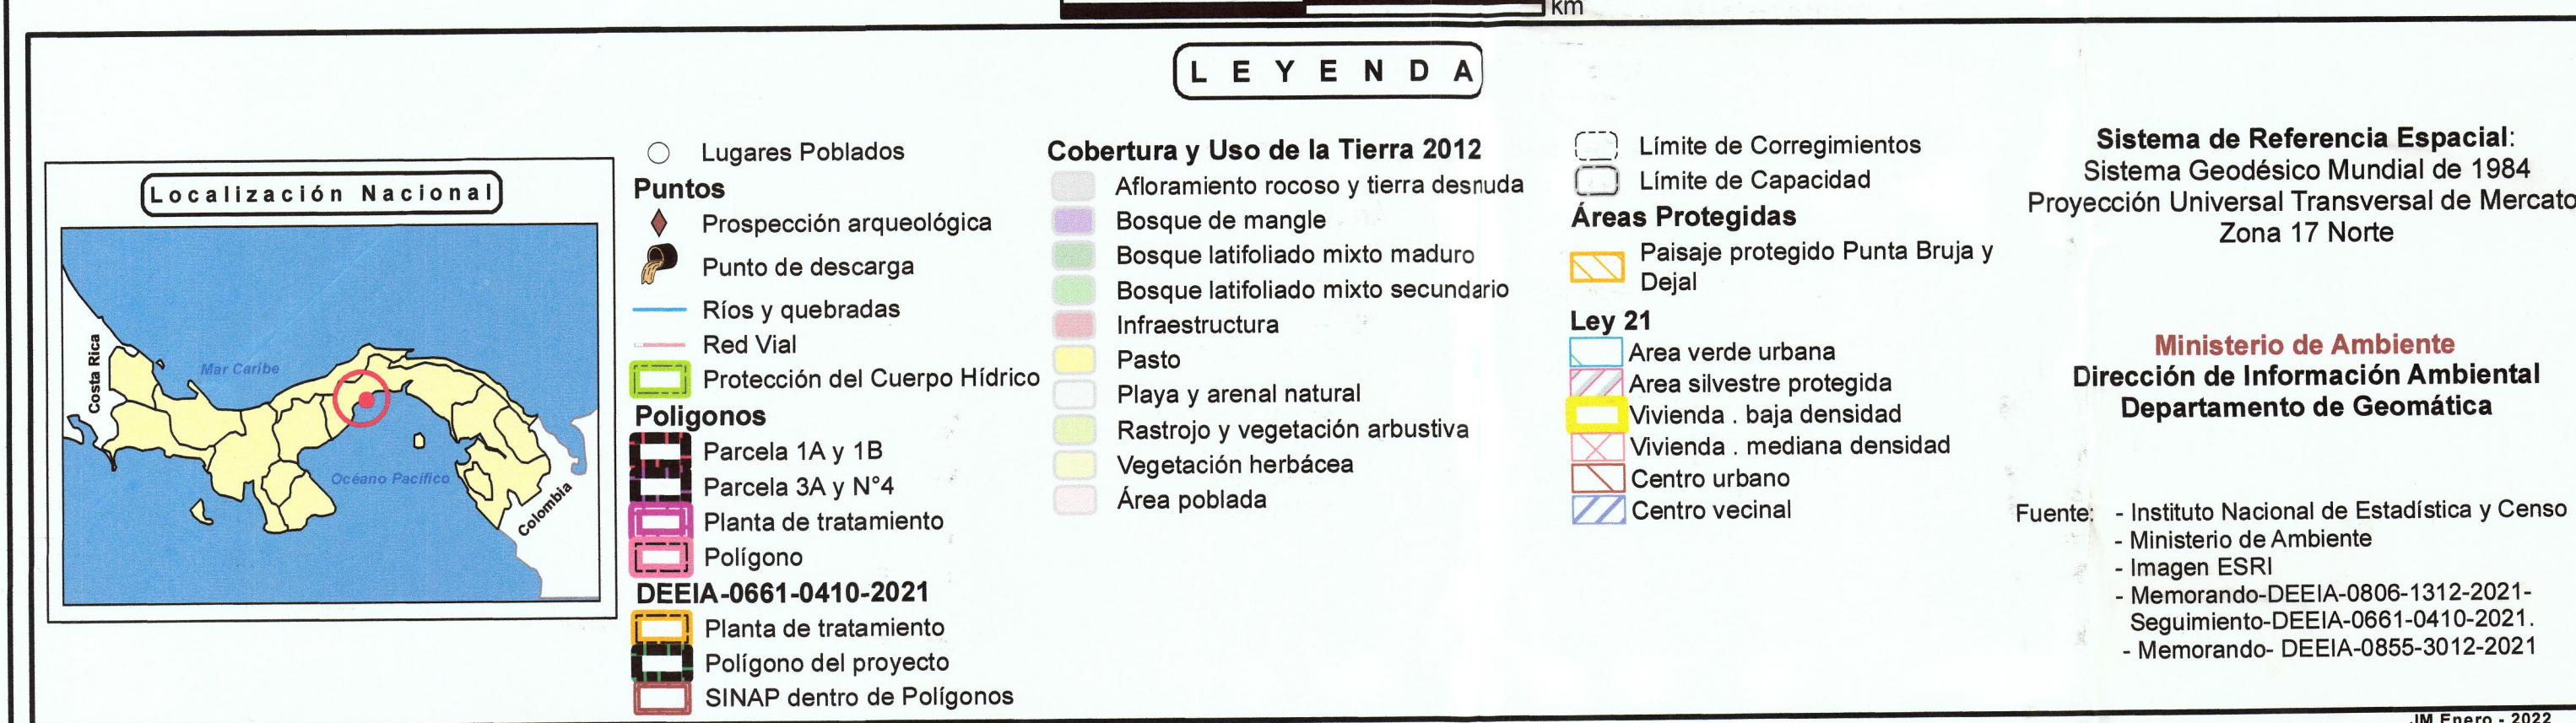 km
LEYENDA
Localización Nacional
Costa Rica
Mar Caribe
Océano Pacífico
Colombia
Lugares Poblados
Puntos
Prospección arqueológica
Punto de descarga
Ríos y quebradas
Red Vial
Protección del Cuerpo Hídrico
Poligonos
Parcela 1A y 1B
Parcela 3A y N°4
Planta de tratamiento
Polígono
DEEIA-0661-0410-2021
Planta de tratamiento
Polígono del proyecto
SINAP dentro de Polígonos
Cobertura y Uso de la Tierra 2012
Afloramiento rocoso y tierra desnuda
Bosque de mangle
Bosque latifoliado mixto maduro
Bosque latifoliado mixto secundario
Infraestructura
Pasto
Playa y arenal natural
Rastrojo y vegetación arbustiva
Vegetación herbácea
Área poblada
Límite de Corregimientos
Límite de Capacidad
Áreas Protegidas
Paisaje protegido Punta Bruja y
Dejal
Ley 21
Area verde urbana
Area silvestre protegida
Vivienda . baja densidad
Vivienda . mediana densidad
Centro urbano
Centro vecinal
Sistema de Referencia Espacial:
Sistema Geodésico Mundial de 1984
Proyección Universal Transversal de Mercato
Zona 17 Norte
Ministerio de Ambiente
Dirección de Información Ambiental
Departamento de Geomática
Fuente: - Instituto Nacional de Estadística y Censo
- Ministerio de Ambiente
- Imagen ESRI
- Memorando-DEEIA-0806-1312-2021-
Seguimiento-DEEIA-0661-0410-2021.
- Memorando- DEEIA-0855-3012-2021
JM Enero - 2022